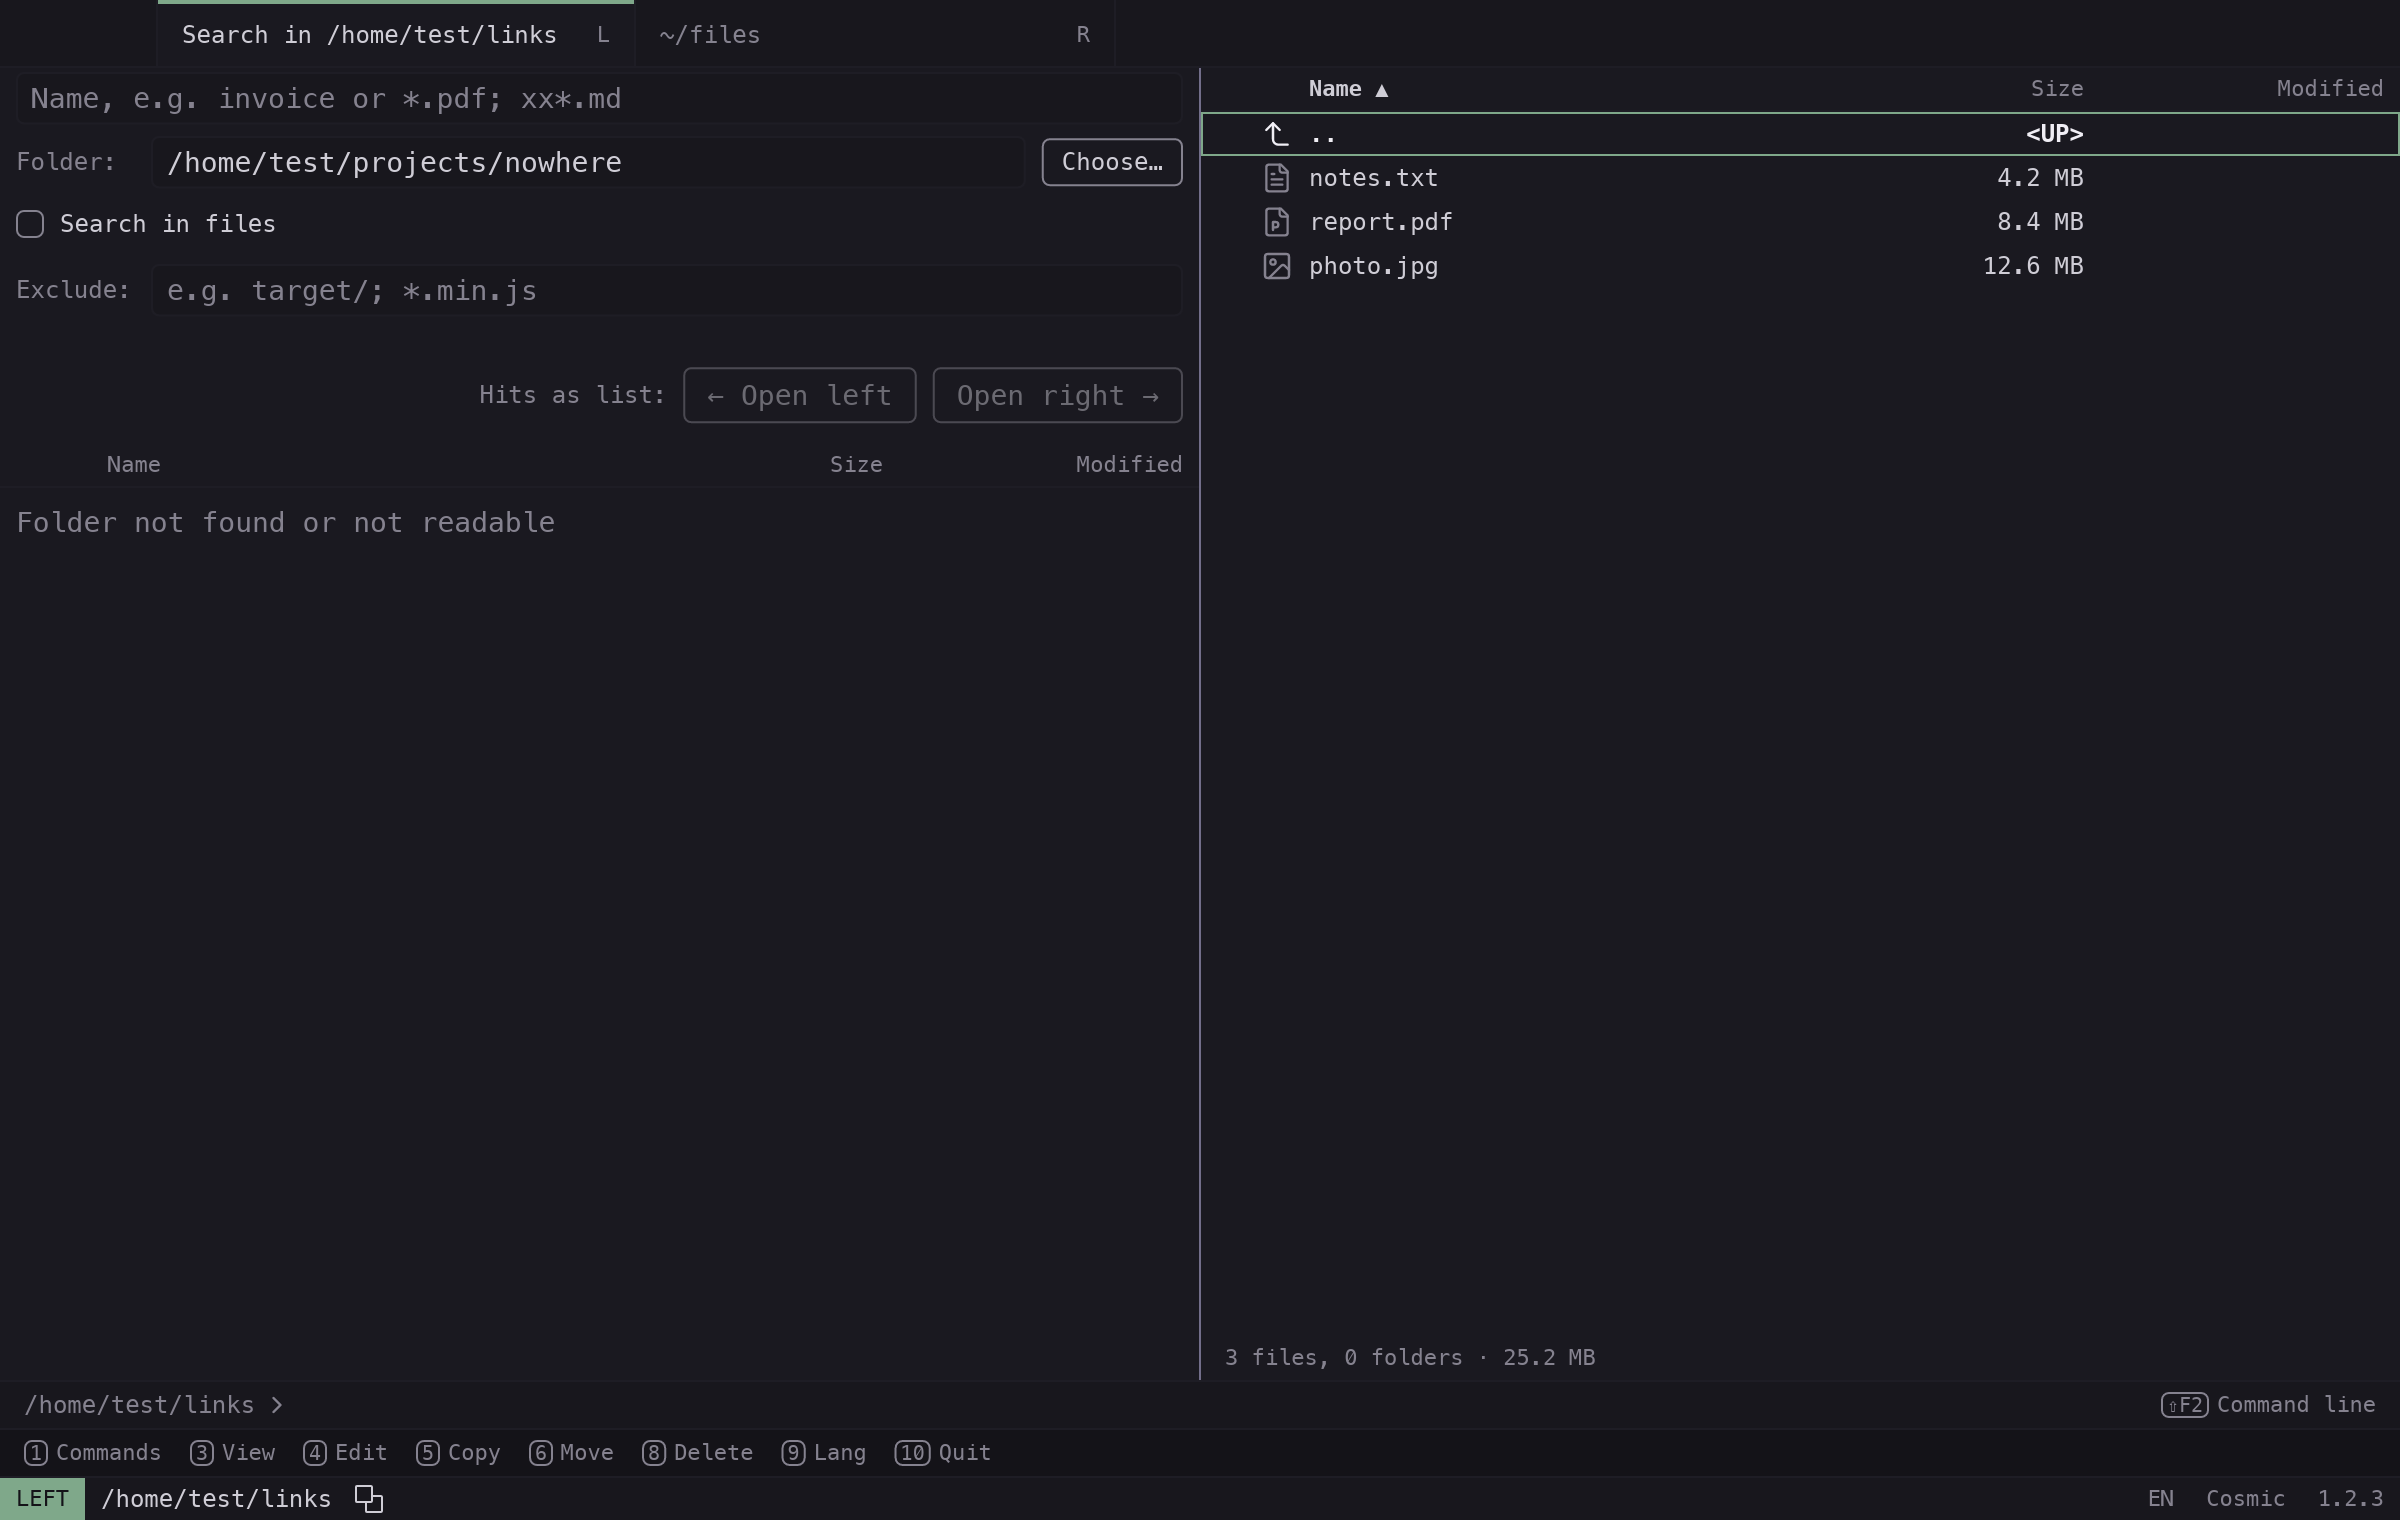 Search in /home/test/links L
~/files R
Name, e.g. invoice or *.pdf; xx*.md
Folder: /home/test/projects/nowhere Choose…
Search in files
Exclude: e.g. target/; *.min.js
Hits as list: ← Open left Open right →
Name Size Modified
Folder not found or not readable
Name ▲ Size Modified
.. <UP>
notes.txt 4.2 MB
report.pdf 8.4 MB
photo.jpg 12.6 MB
3 files, 0 folders · 25.2 MB
/home/test/links > ⇧F2 Command line
1 Commands 3 View 4 Edit 5 Copy 6 Move 8 Delete 9 Lang 10 Quit
LEFT /home/test/links EN Cosmic 1.2.3